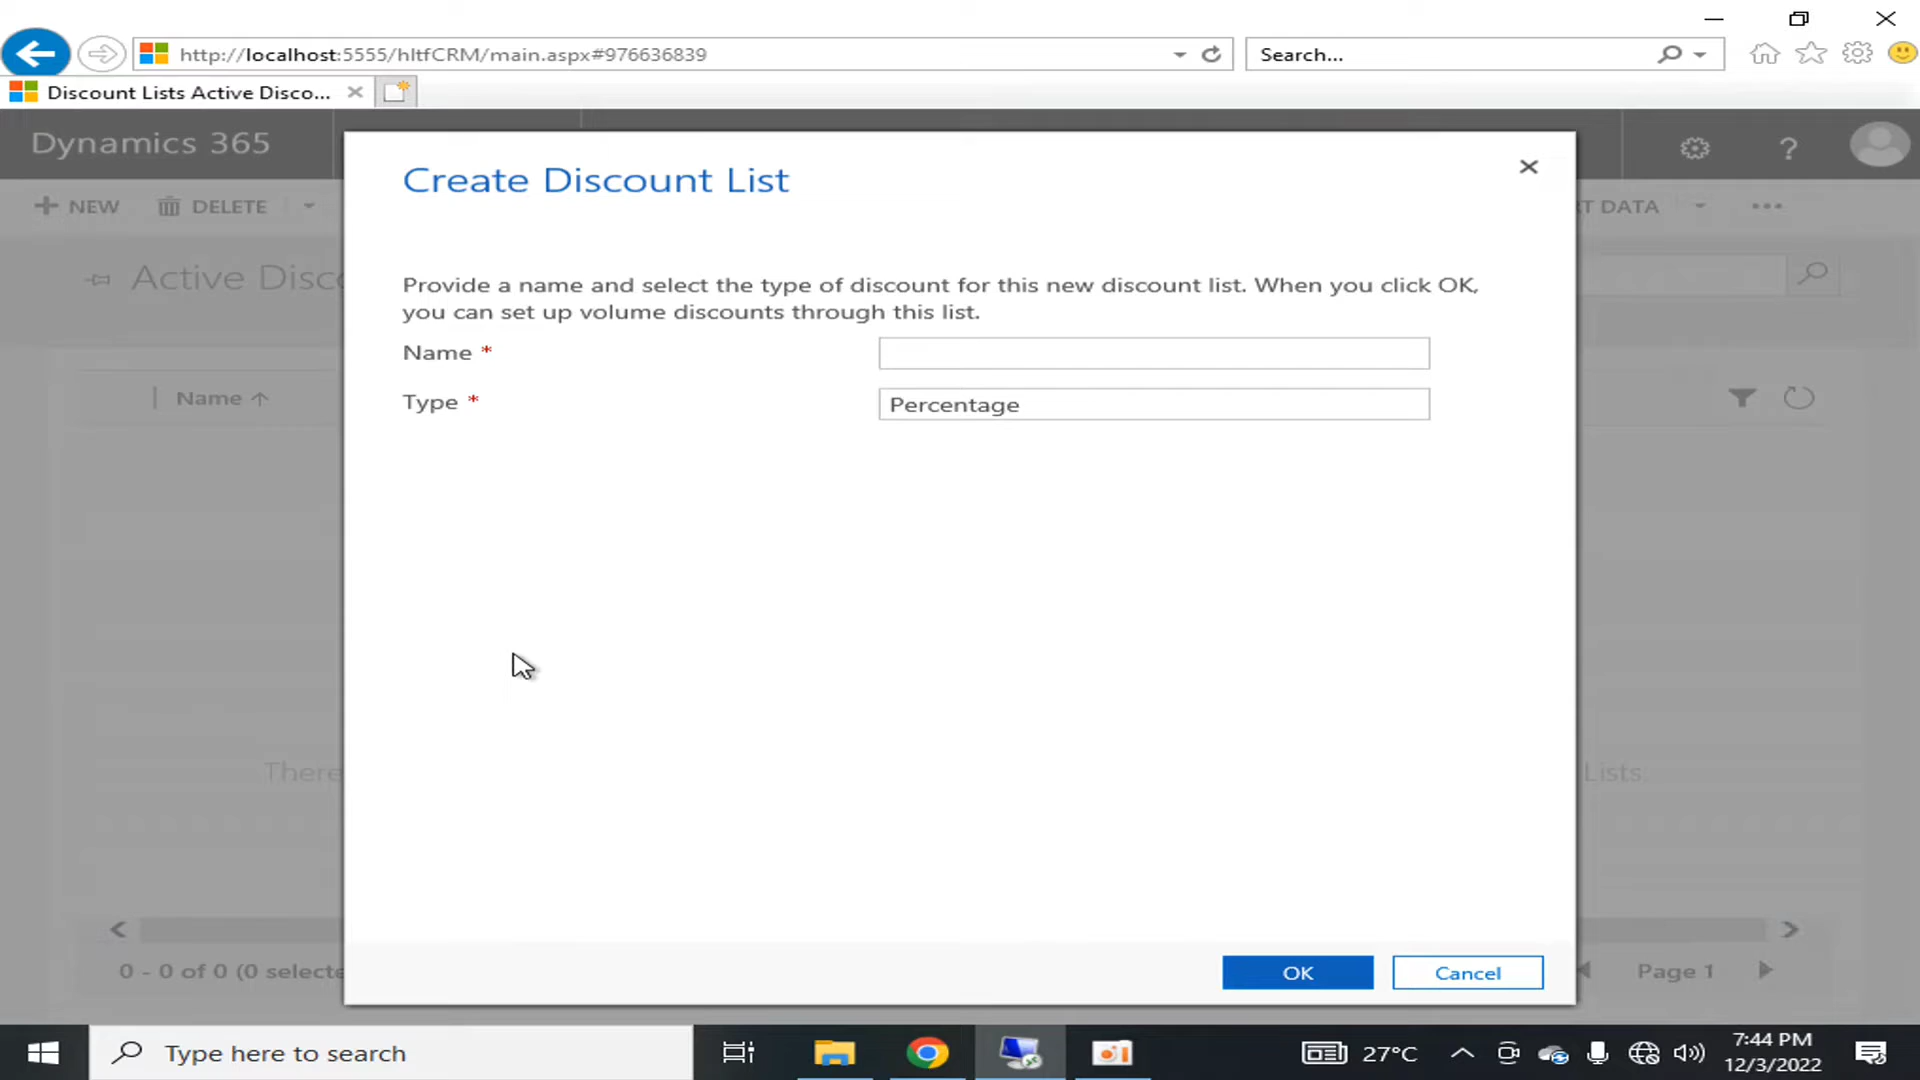 http://localhost:5555/hltfCRM/main.aspx#976636839
Search...
Discount Lists Active Disco...
Dynamics 365
?
NEW
DELETE
RT DATA
Active Disc
Create Discount List
Provide a name and select the type of discount for this new discount list. When you click OK,
you can set up volume discounts through this list.
Name *
Type *
Percentage
Name
There
Lists
0 - 0 of 0 (0 selecte
Page 1
OK
Cancel
Type here to search
27°C
7:44 PM
12/3/2022